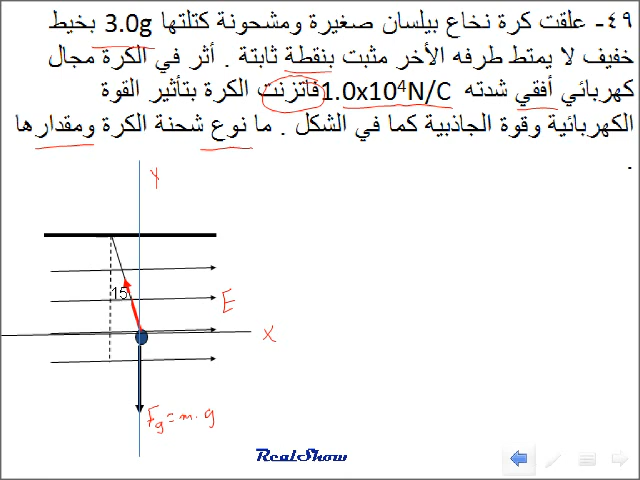 ٤٩- علقت كرة نخاع بيلسان صغيرة ومشحونة كتلتها 3.0g بخيط
خفيف لا يمتط طرفه الأخر مثبت بنقطة ثابتة . أثر في الكرة مجال
كهربائي أفقي شدته 1.0x10⁴N/C فاتزنت الكرة بتأثير القوة
الكهربائية وقوة الجاذبية كما في الشكل . ما نوع شحنة الكرة ومقدارها
.
y
15
E
X
Fg = m . g
RealShow